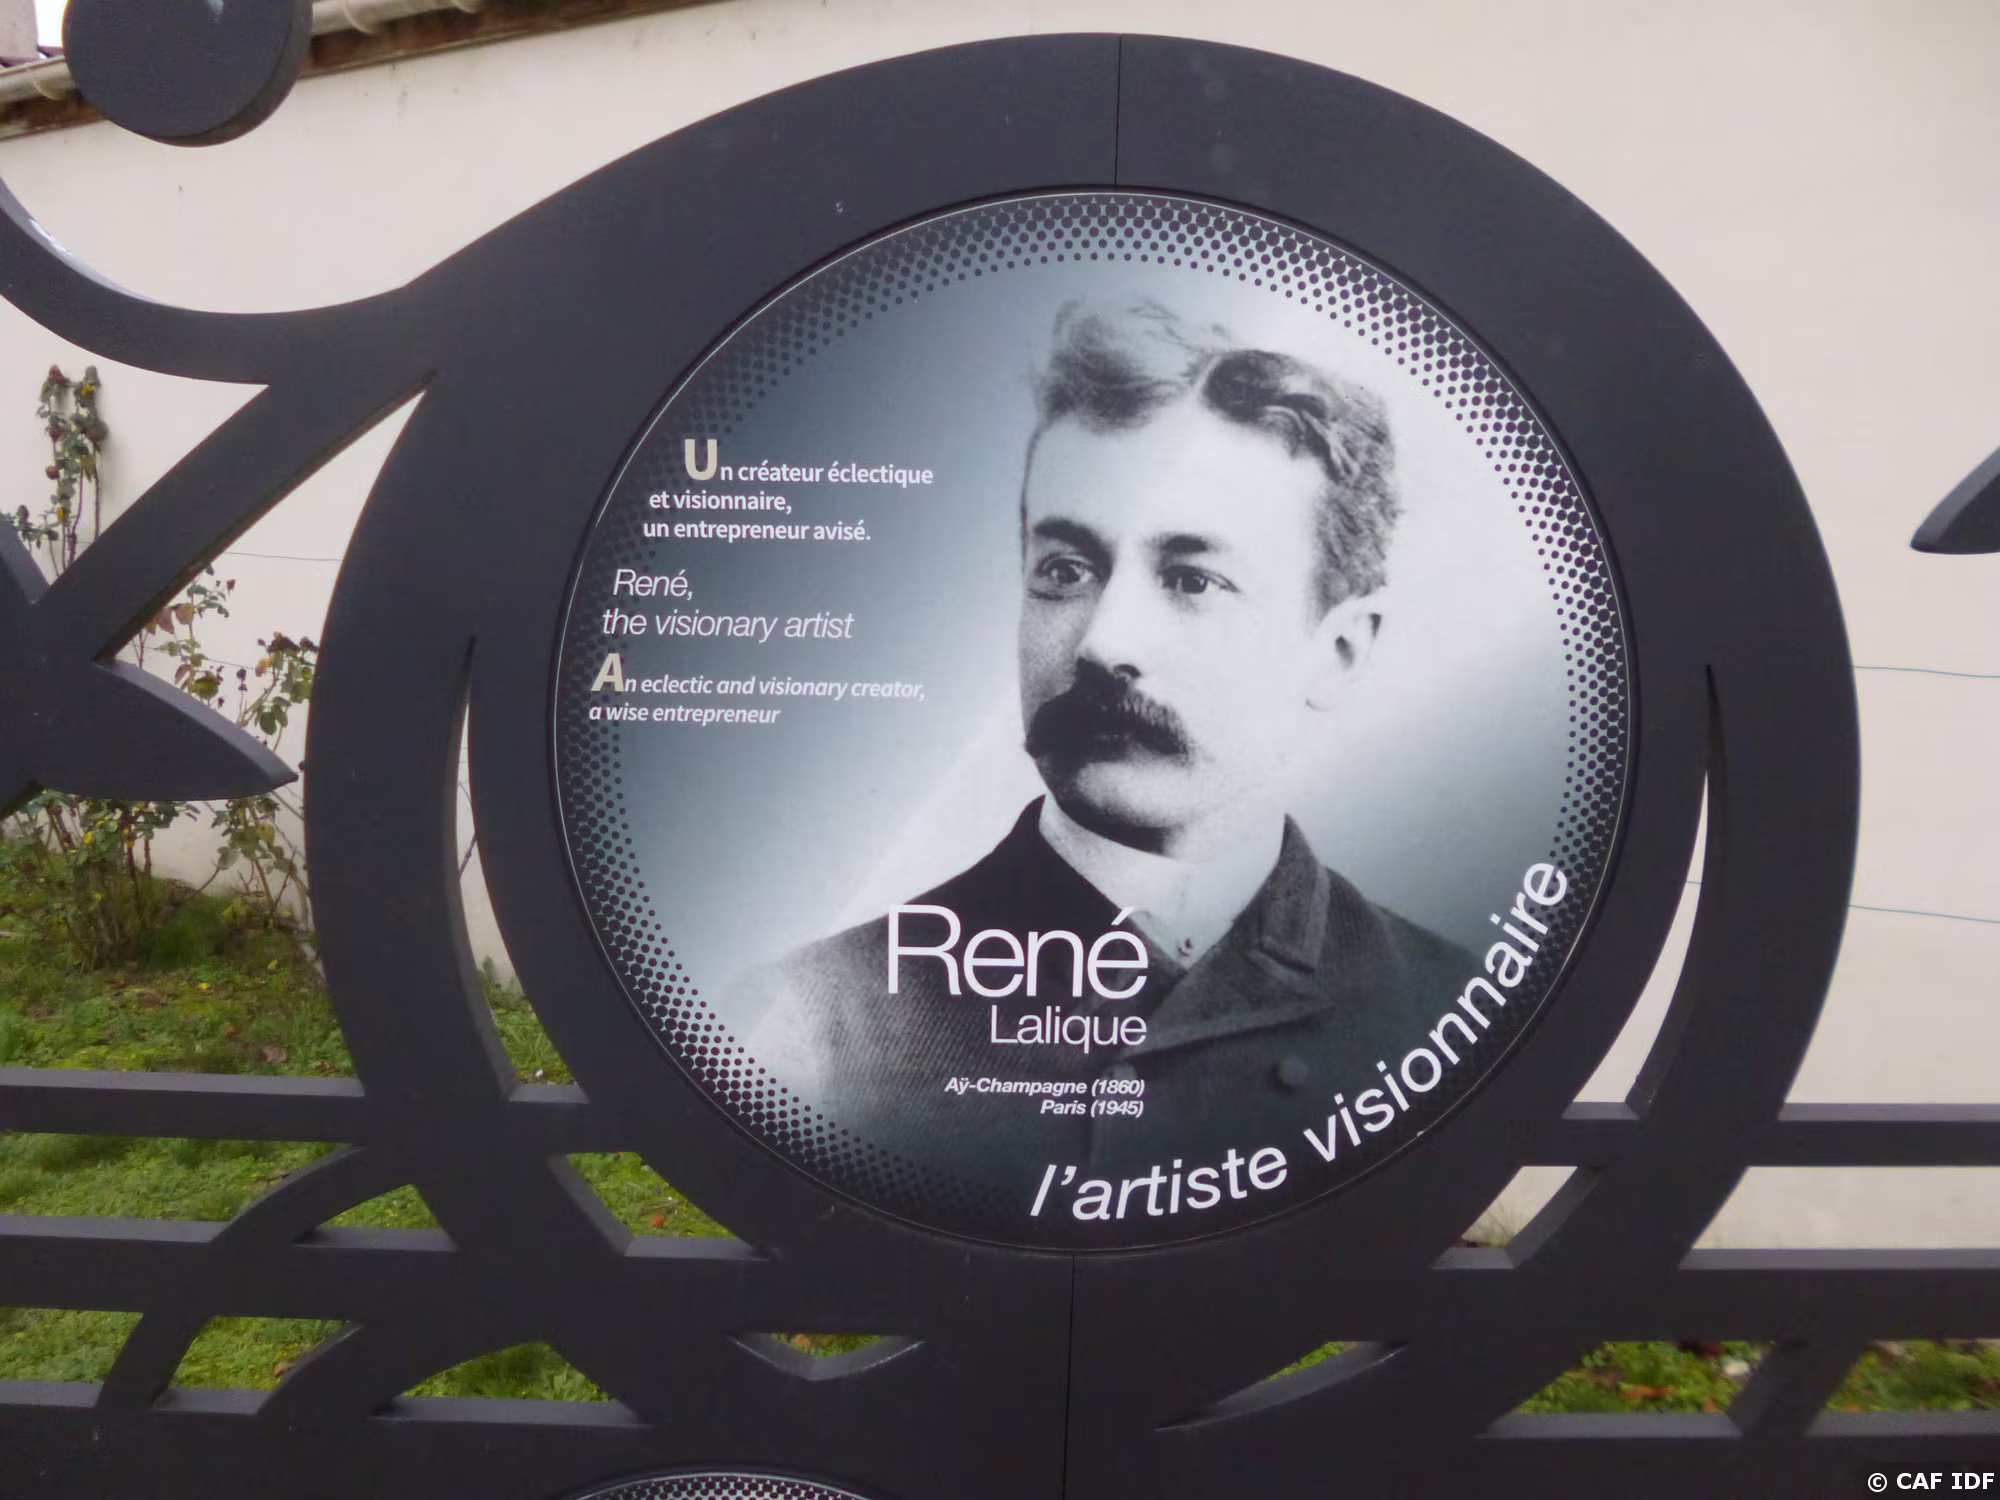 Un créateur éclectique
et visionnaire,
un entrepreneur avisé.
René,
the visionary artist
An eclectic and visionary creator,
a wise entrepreneur
René
Lalique
Aÿ-Champagne (1860)
Paris (1945)
l'artiste visionnaire
© CAF IDF